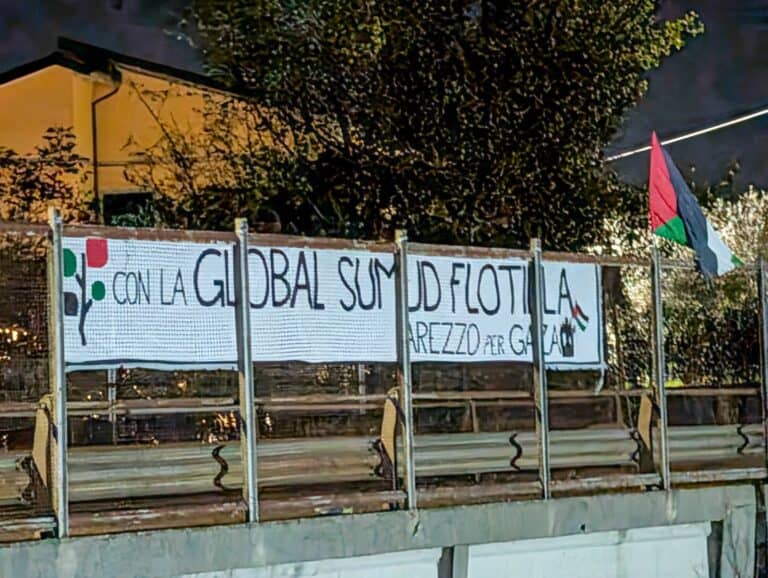 CON LA GLOBAL SUMUD FLOTILLA
AREZZO PER GAZA